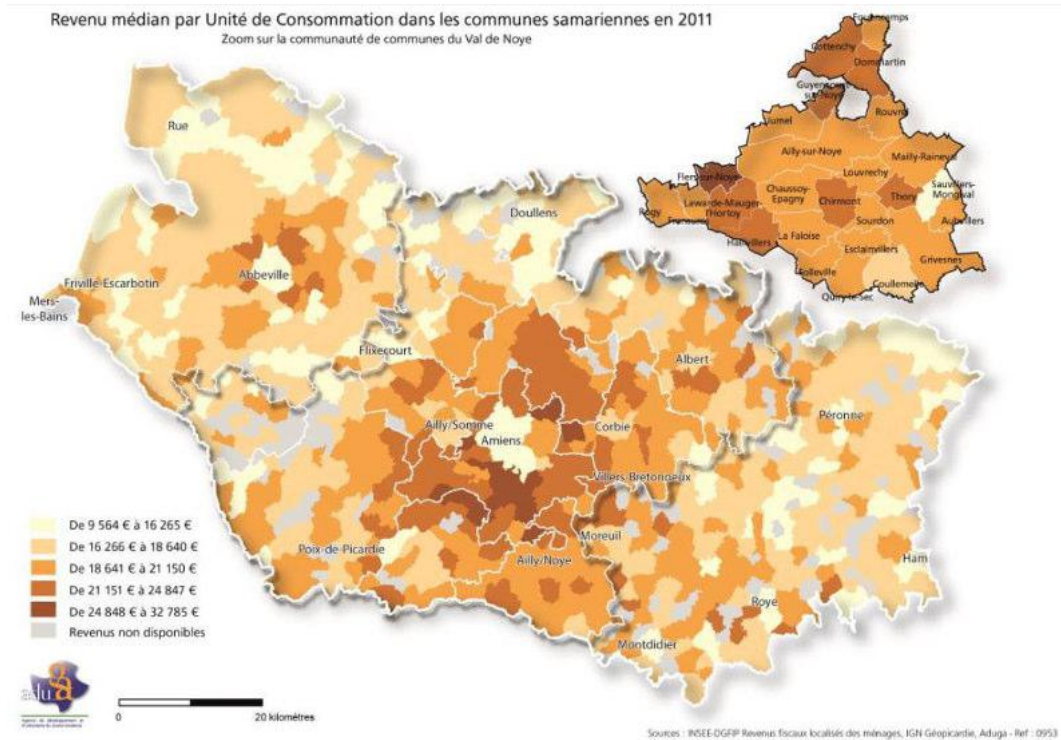 Revenu médian par Unité de Consommation dans les communes samariennes en 2011
Zoom sur la communauté de communes du Val de Noye
Cottenchy
Dommartin
Rouvrel
Jumel
Ailly-sur-Noye
Mailly-Raineval
Louvrechy
Flers-sur-Noye
Chaussoy-
Epagny
Sauvillers-
Mongival
Thory
Chirmont
Lawarde-Mauger-
l'Hortoy
Rogy
Sourdon
Aubvillers
Hallivillers
La Faloise
Esclainvillers
Grivesnes
Folleville
Coullemelle
Quiry-le-Sec
Rue
Doullens
Abbeville
Friville-Escarbotin
Mers-
les-Bains
Flixecourt
Albert
Péronne
Ailly/Somme
Amiens
Corbie
Villers-Bretonneux
Moreuil
Poix-de-Picardie
Ailly/Noye
Ham
Roye
Montdidier
De 9 564 € à 16 265 €
De 16 266 € à 18 640 €
De 18 641 € à 21 150 €
De 21 151 € à 24 847 €
De 24 848 € à 32 785 €
Revenus non disponibles
aduga
0 20 kilomètres
Sources : INSEE-DGFIP Revenus fiscaux localisés des ménages, IGN Géopicardie, Aduga - Ref : 0953